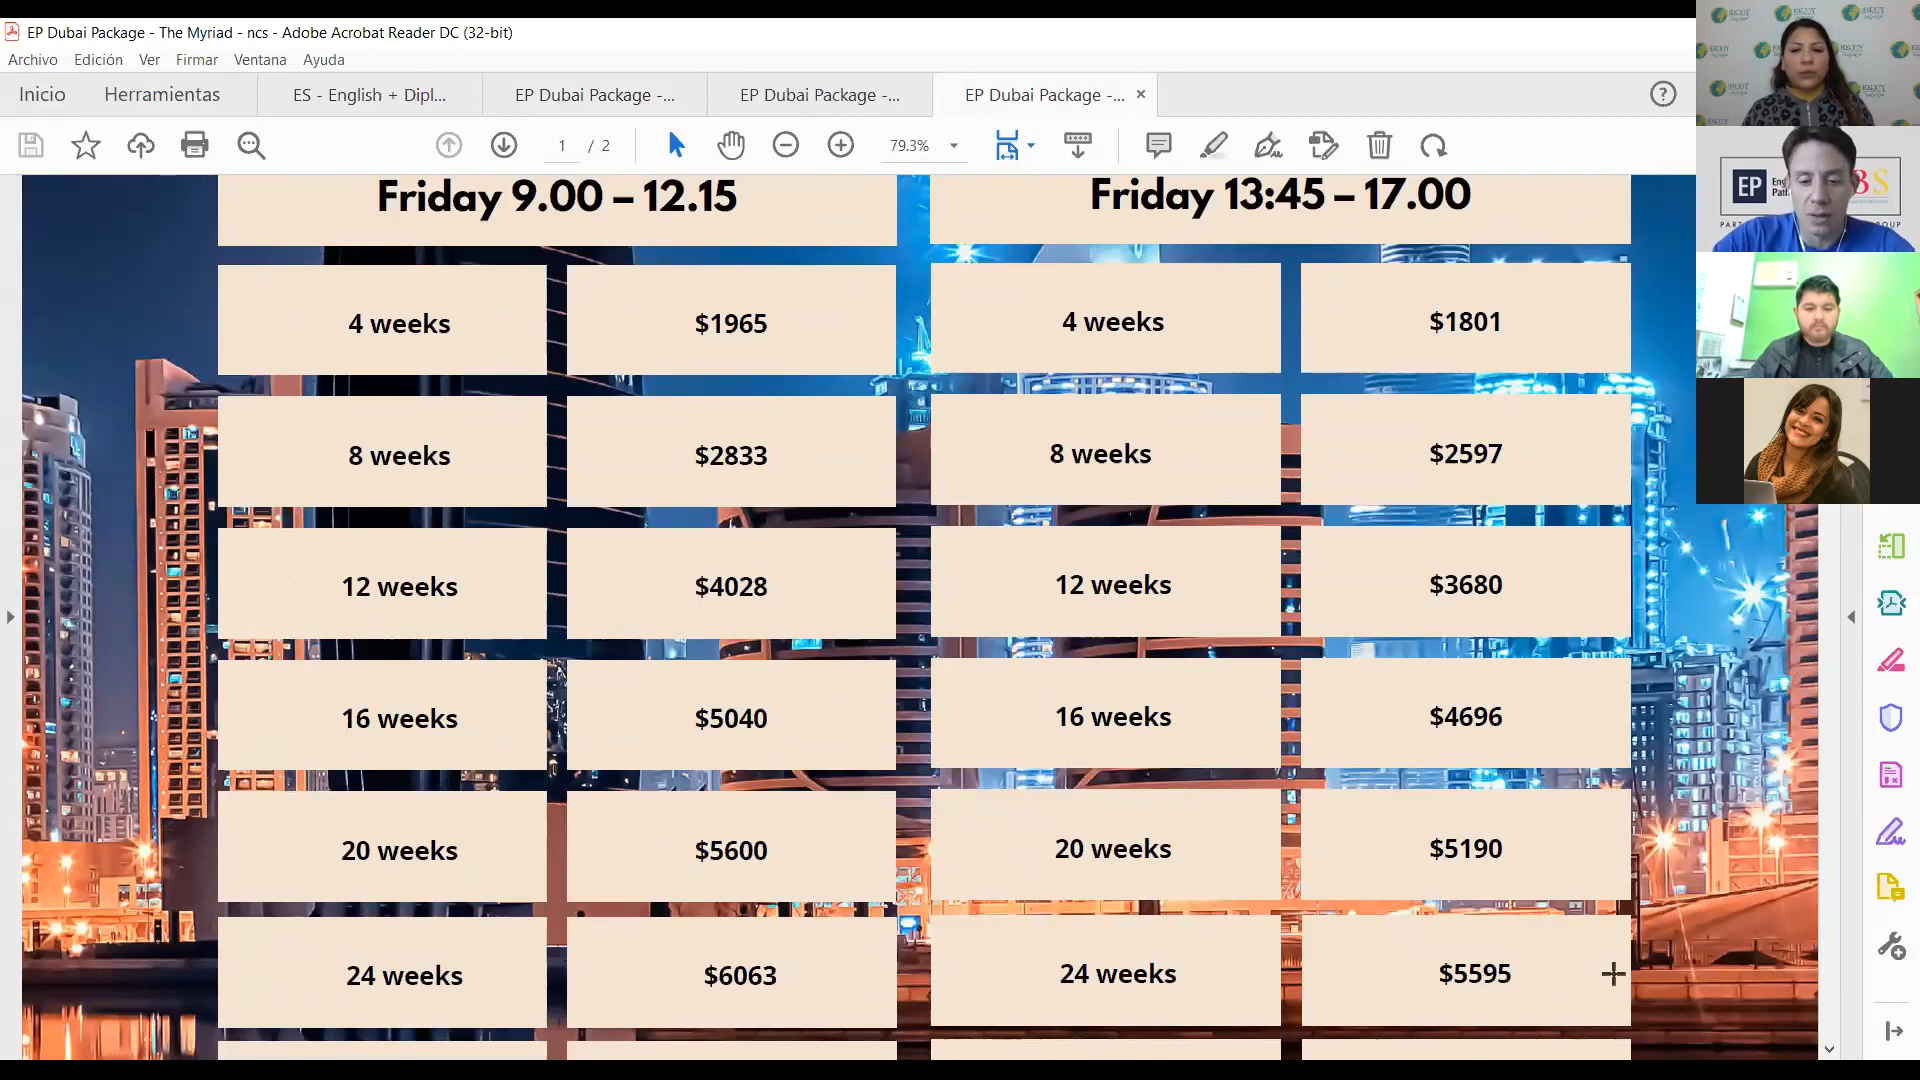 EP Dubai Package - The Myriad - ncs - Adobe Acrobat Reader DC (32-bit)
Archivo Edición Ver Firmar Ventana Ayuda
Inicio Herramientas ES - English + Dipl... EP Dubai Package -... EP Dubai Package -... EP Dubai Package -...
1 / 2 79.3%
Friday 9.00 – 12.15 Friday 13:45 – 17.00
4 weeks $1965 4 weeks $1801
8 weeks $2833 8 weeks $2597
12 weeks $4028 12 weeks $3680
16 weeks $5040 16 weeks $4696
20 weeks $5600 20 weeks $5190
24 weeks $6063 24 weeks $5595
EP